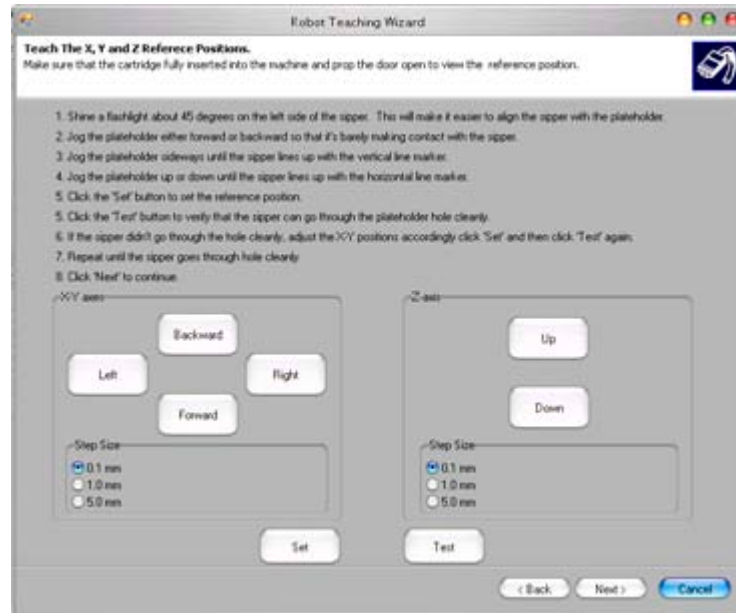 Robot Teaching Wizard
Teach The X, Y and Z Referece Positions.
Make sure that the cartridge fully inserted into the machine and prop the door open to view the reference position.
1. Shine a flashlight about 45 degrees on the left side of the sipper. This will make it easier to align the sipper with the plateholder.
2. Jog the plateholder either forward or backward so that it's barely making contact with the sipper.
3. Jog the plateholder sideways until the sipper lines up with the vertical line marker.
4. Jog the plateholder up or down until the sipper lines up with the horizontal line marker.
5. Click the 'Set' button to set the reference position.
5. Click the 'Test' button to verify that the sipper can go through the plateholder hole cleanly.
6. If the sipper didn't go through the hole cleanly, adjust the X-Y positions accordingly click 'Set' and then click 'Test' again.
7. Repeat until the sipper goes through hole cleanly.
8. Click 'Next' to continue.
X-Y axes
Backward
Left
Right
Forward
Step Size
0.1 mm
1.0 mm
5.0 mm
Z-axis
Up
Down
Step Size
0.1 mm
1.0 mm
5.0 mm
Set
Test
< Back
Next >
Cancel